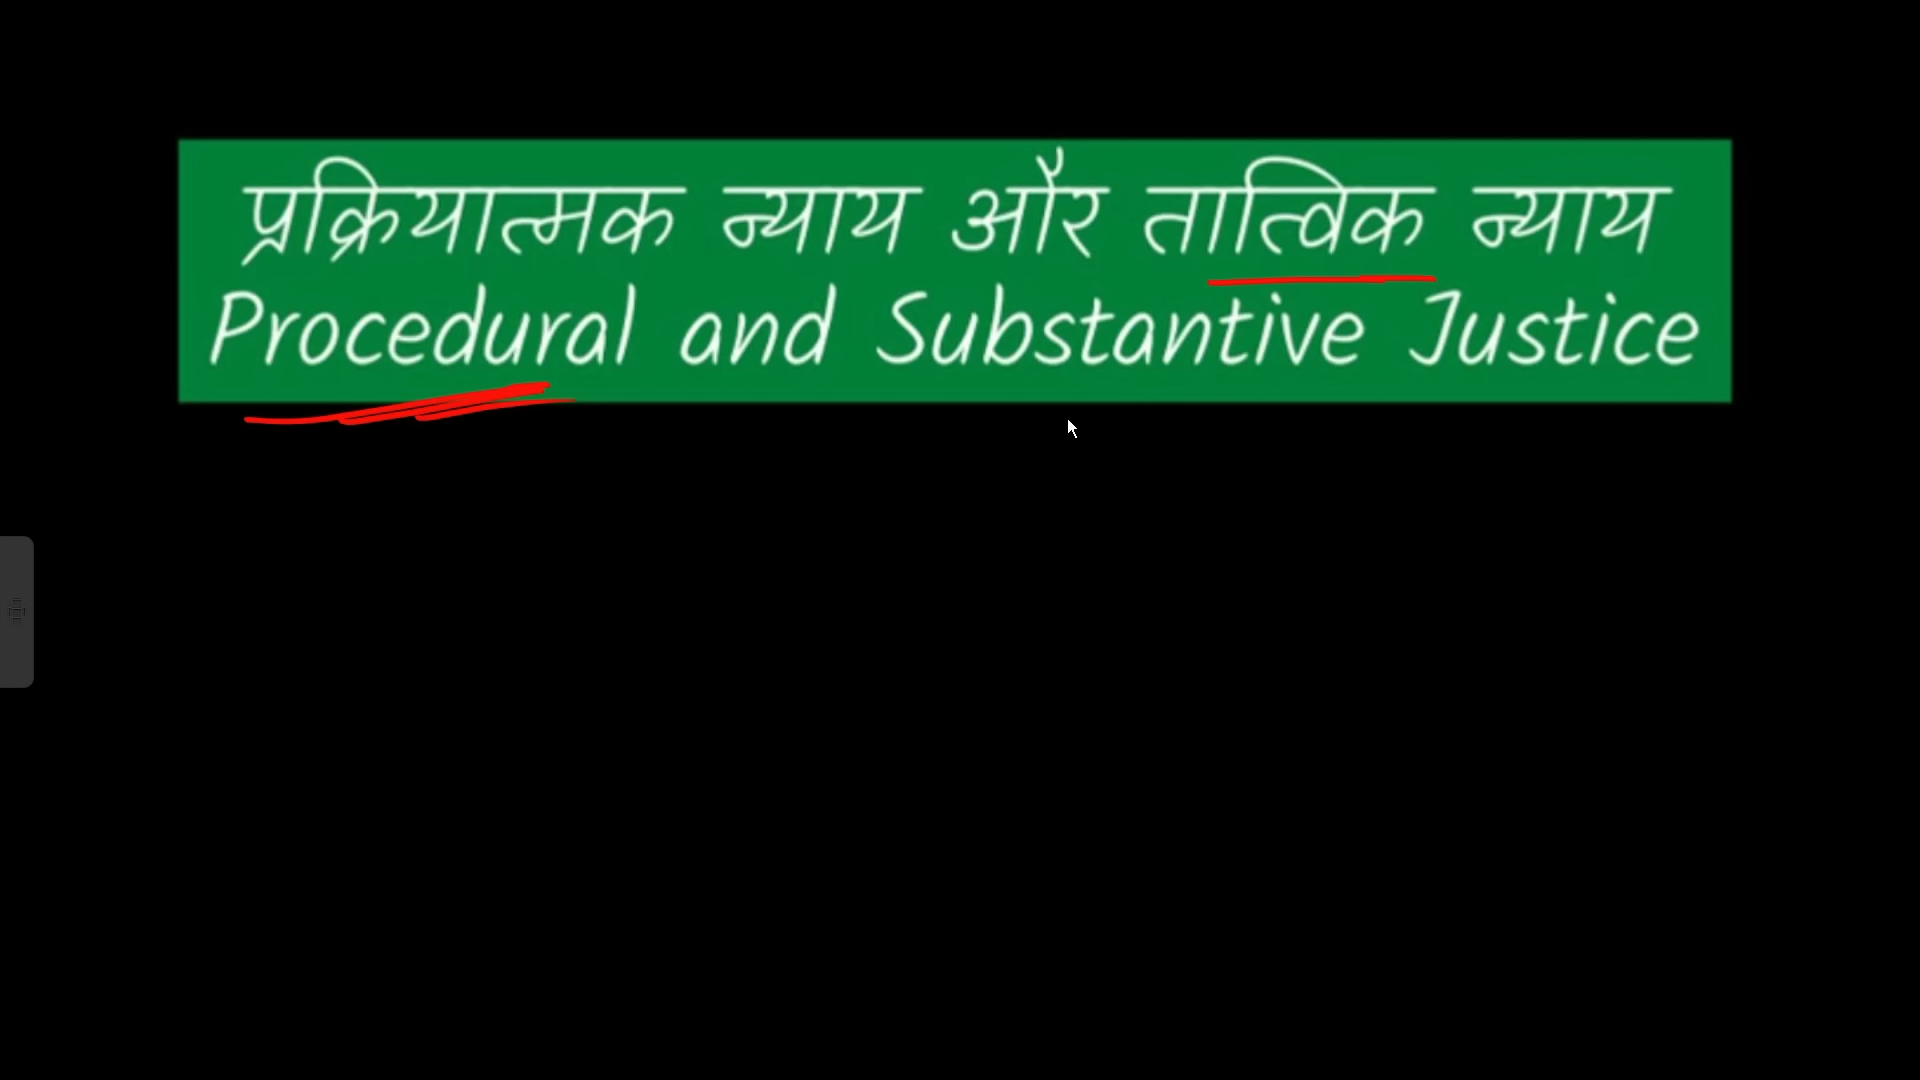 प्रक्रियात्मक न्याय और तात्विक न्याय
Procedural and Substantive Justice